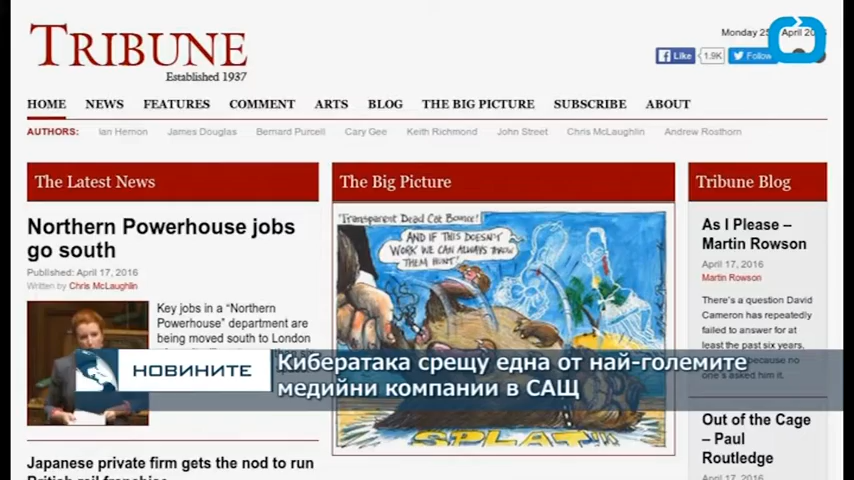 TRIBUNE
Established 1937
Monday 25 April 20
Like 1.9K Follow
HOME NEWS FEATURES COMMENT ARTS BLOG THE BIG PICTURE SUBSCRIBE ABOUT
AUTHORS: Ian Hernon James Douglas Bernard Purcell Cary Gee Keith Richmond John Street Chris McLaughlin Andrew Rosthorn
The Latest News
Northern Powerhouse jobs
go south
Published: April 17, 2016
Written by Chris McLaughlin
Key jobs in a "Northern
Powerhouse" department are
being moved south to London
Japanese private firm gets the nod to run
British rail franchise
The Big Picture
"Transparent Dead Cat Bounce!"
AND IF THIS DOESN'T
WORK WE CAN ALWAYS THROW
THEM HUNT!
SPLAT!!!
Tribune Blog
As I Please –
Martin Rowson
April 17, 2016
Martin Rowson
There's a question David
Cameron has repeatedly
failed to answer for at
least the past six years,
because no
one's asked him it.
Out of the Cage
– Paul
Routledge
April 17, 2016
НОВИНИТЕ
Кибератака срещу една от най-големите
медийни компании в САЩ